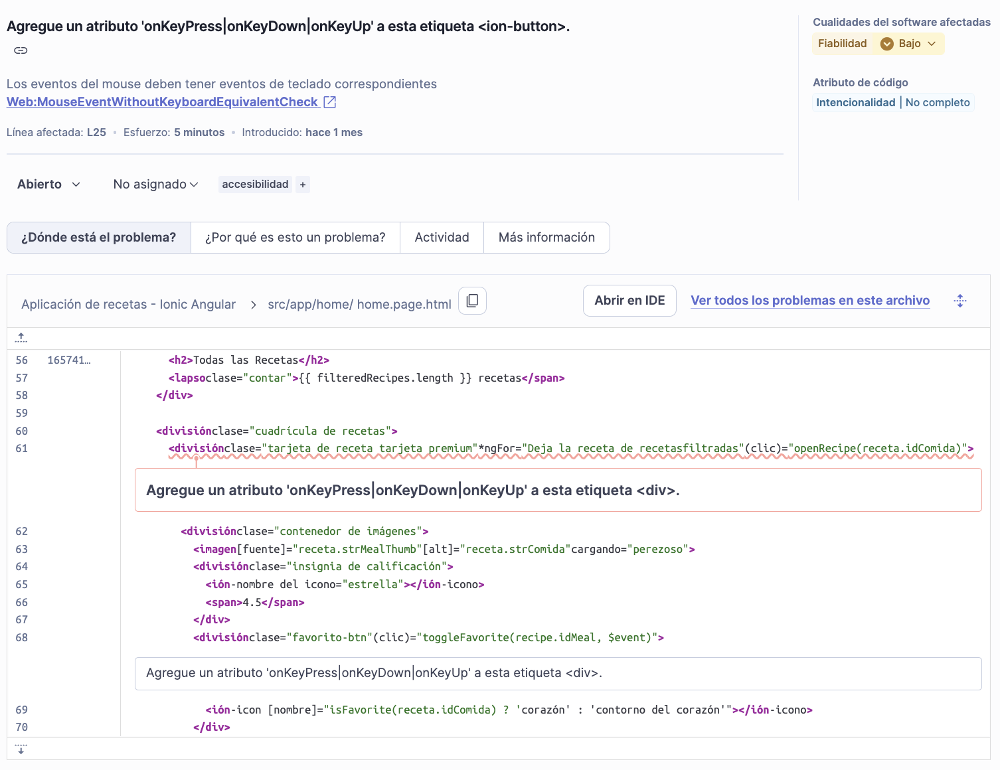 Agregue un atributo 'onKeyPress|onKeyDown|onKeyUp' a esta etiqueta <ion-button>.
Los eventos del mouse deben tener eventos de teclado correspondientes
Web:MouseEventWithoutKeyboardEquivalentCheck
Línea afectada: L25 • Esfuerzo: 5 minutos • Introducido: hace 1 mes
Cualidades del software afectadas
Fiabilidad Bajo
Atributo de código
Intencionalidad | No completo
Abierto No asignado accesibilidad +
¿Dónde está el problema? ¿Por qué es esto un problema? Actividad Más información
Aplicación de recetas - Ionic Angular > src/app/home/ home.page.html Abrir en IDE Ver todos los problemas en este archivo
56 165741… <h2>Todas las Recetas</h2>
57 <lapsoclase="contar">{{ filteredRecipes.length }} recetas</span>
58 </div>
59
60 <divisiónclase="cuadrícula de recetas">
61 <divisiónclase="tarjeta de receta tarjeta premium"*ngFor="Deja la receta de recetasfiltradas"(clic)="openRecipe(receta.idComida)">
Agregue un atributo 'onKeyPress|onKeyDown|onKeyUp' a esta etiqueta <div>.
62 <divisiónclase="contenedor de imágenes">
63 <imagen[fuente]="receta.strMealThumb"[alt]="receta.strComida"cargando="perezoso">
64 <divisiónclase="insignia de calificación">
65 <ión-nombre del icono="estrella"></ión-icono>
66 <span>4.5</span>
67 </div>
68 <divisiónclase="favorito-btn"(clic)="toggleFavorite(recipe.idMeal, $event)">
Agregue un atributo 'onKeyPress|onKeyDown|onKeyUp' a esta etiqueta <div>.
69 <ión-icon [nombre]="isFavorite(receta.idComida) ? 'corazón' : 'contorno del corazón'"></ión-icono>
70 </div>